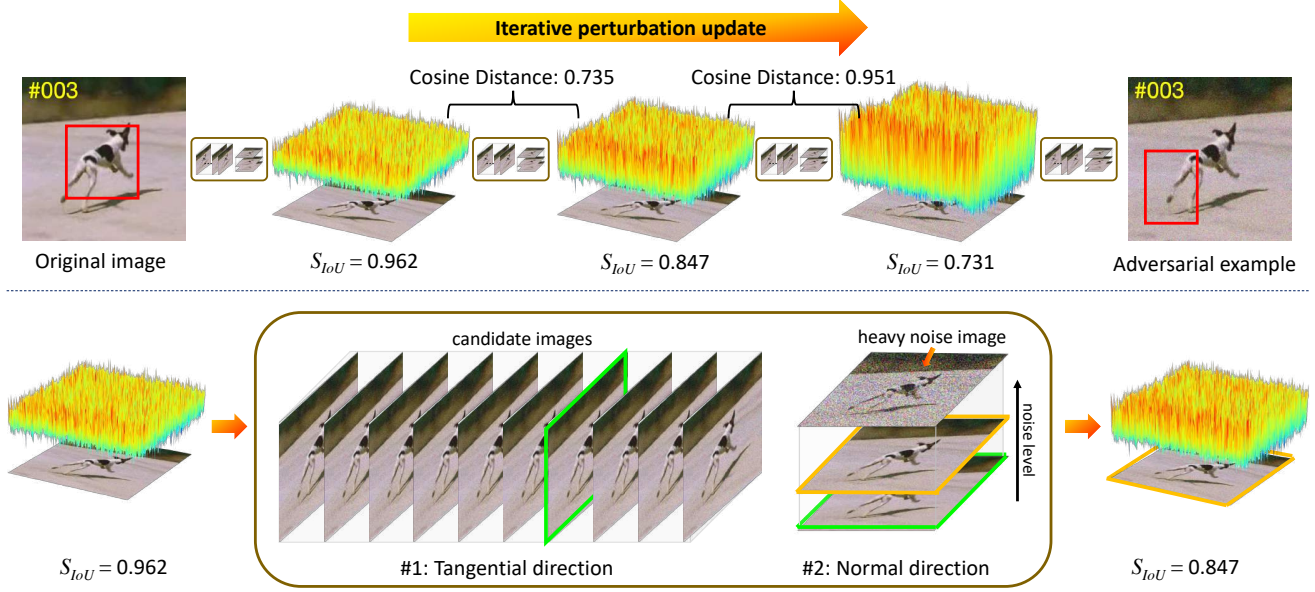 Iterative perturbation update
Cosine Distance: 0.735
Cosine Distance: 0.951
#003
#003
Original image
S_IoU = 0.962
S_IoU = 0.847
S_IoU = 0.731
Adversarial example
candidate images
heavy noise image
noise level
S_IoU = 0.962
#1: Tangential direction
#2: Normal direction
S_IoU = 0.847